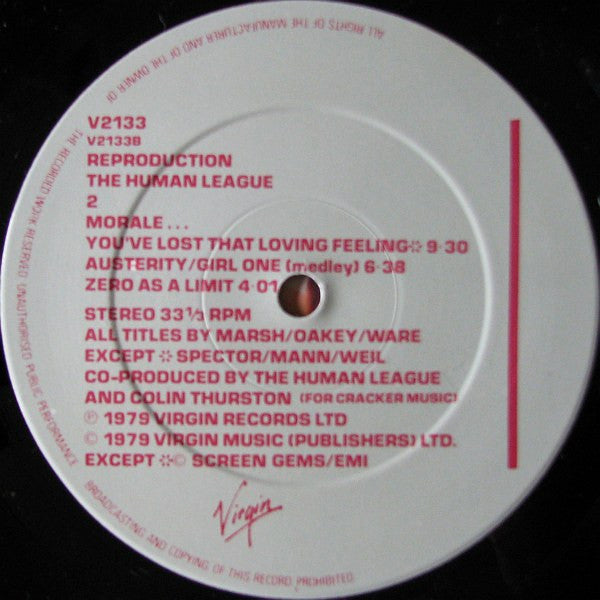 V2133
V2133B
REPRODUCTION
THE HUMAN LEAGUE
2
MORALE...
YOU'VE LOST THAT LOVING FEELING❉ 9·30
AUSTERITY/GIRL ONE (medley) 6·38
ZERO AS A LIMIT 4·01
STEREO 33⅓ RPM
ALL TITLES BY MARSH/OAKEY/WARE
EXCEPT ❉ SPECTOR/MANN/WEIL
CO-PRODUCED BY THE HUMAN LEAGUE
AND COLIN THURSTON (FOR CRACKER MUSIC)
℗ 1979 VIRGIN RECORDS LTD
© 1979 VIRGIN MUSIC (PUBLISHERS) LTD.
EXCEPT ❉© SCREEN GEMS/EMI
Virgin
ALL RIGHTS OF THE MANUFACTURER AND OF THE OWNER OF THE RECORDED WORK RESERVED. UNAUTHORISED PUBLIC PERFORMANCE BROADCASTING AND COPYING OF THIS RECORD PROHIBITED